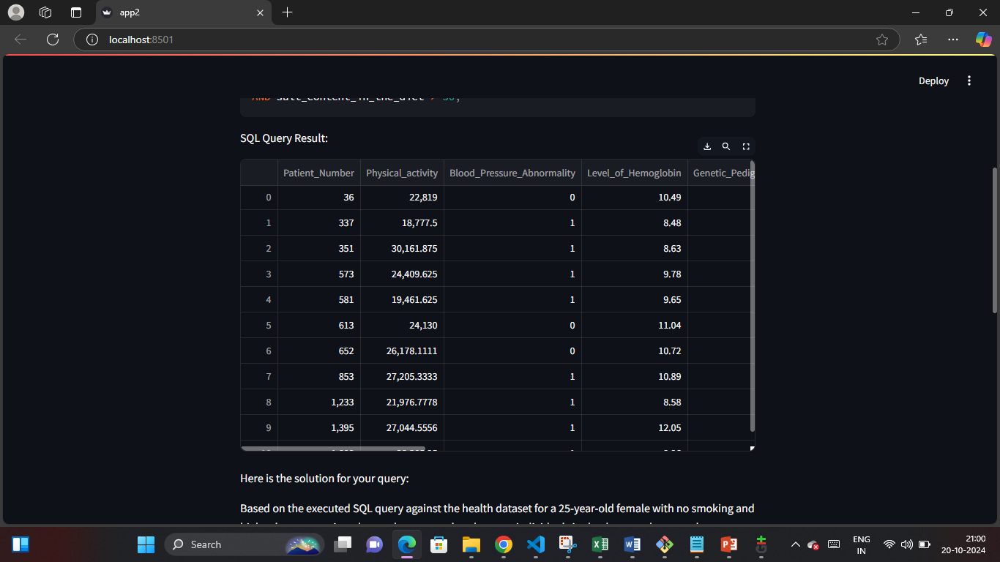 app2
localhost:8501
Deploy
SQL Query Result:
Patient_Number Physical_activity Blood_Pressure_Abnormality Level_of_Hemoglobin Genetic_Pedig
0 36 22,819 0 10.49
1 337 18,777.5 1 8.48
2 351 30,161.875 1 8.63
3 573 24,409.625 1 9.78
4 581 19,461.625 1 9.65
5 613 24,130 0 11.04
6 652 26,178.1111 0 10.72
7 853 27,205.3333 1 10.89
8 1,233 21,976.7778 1 8.58
9 1,395 27,044.5556 1 12.05
Here is the solution for your query:
Based on the executed SQL query against the health dataset for a 25-year-old female with no smoking and
Search
ENG
IN
21:00
20-10-2024